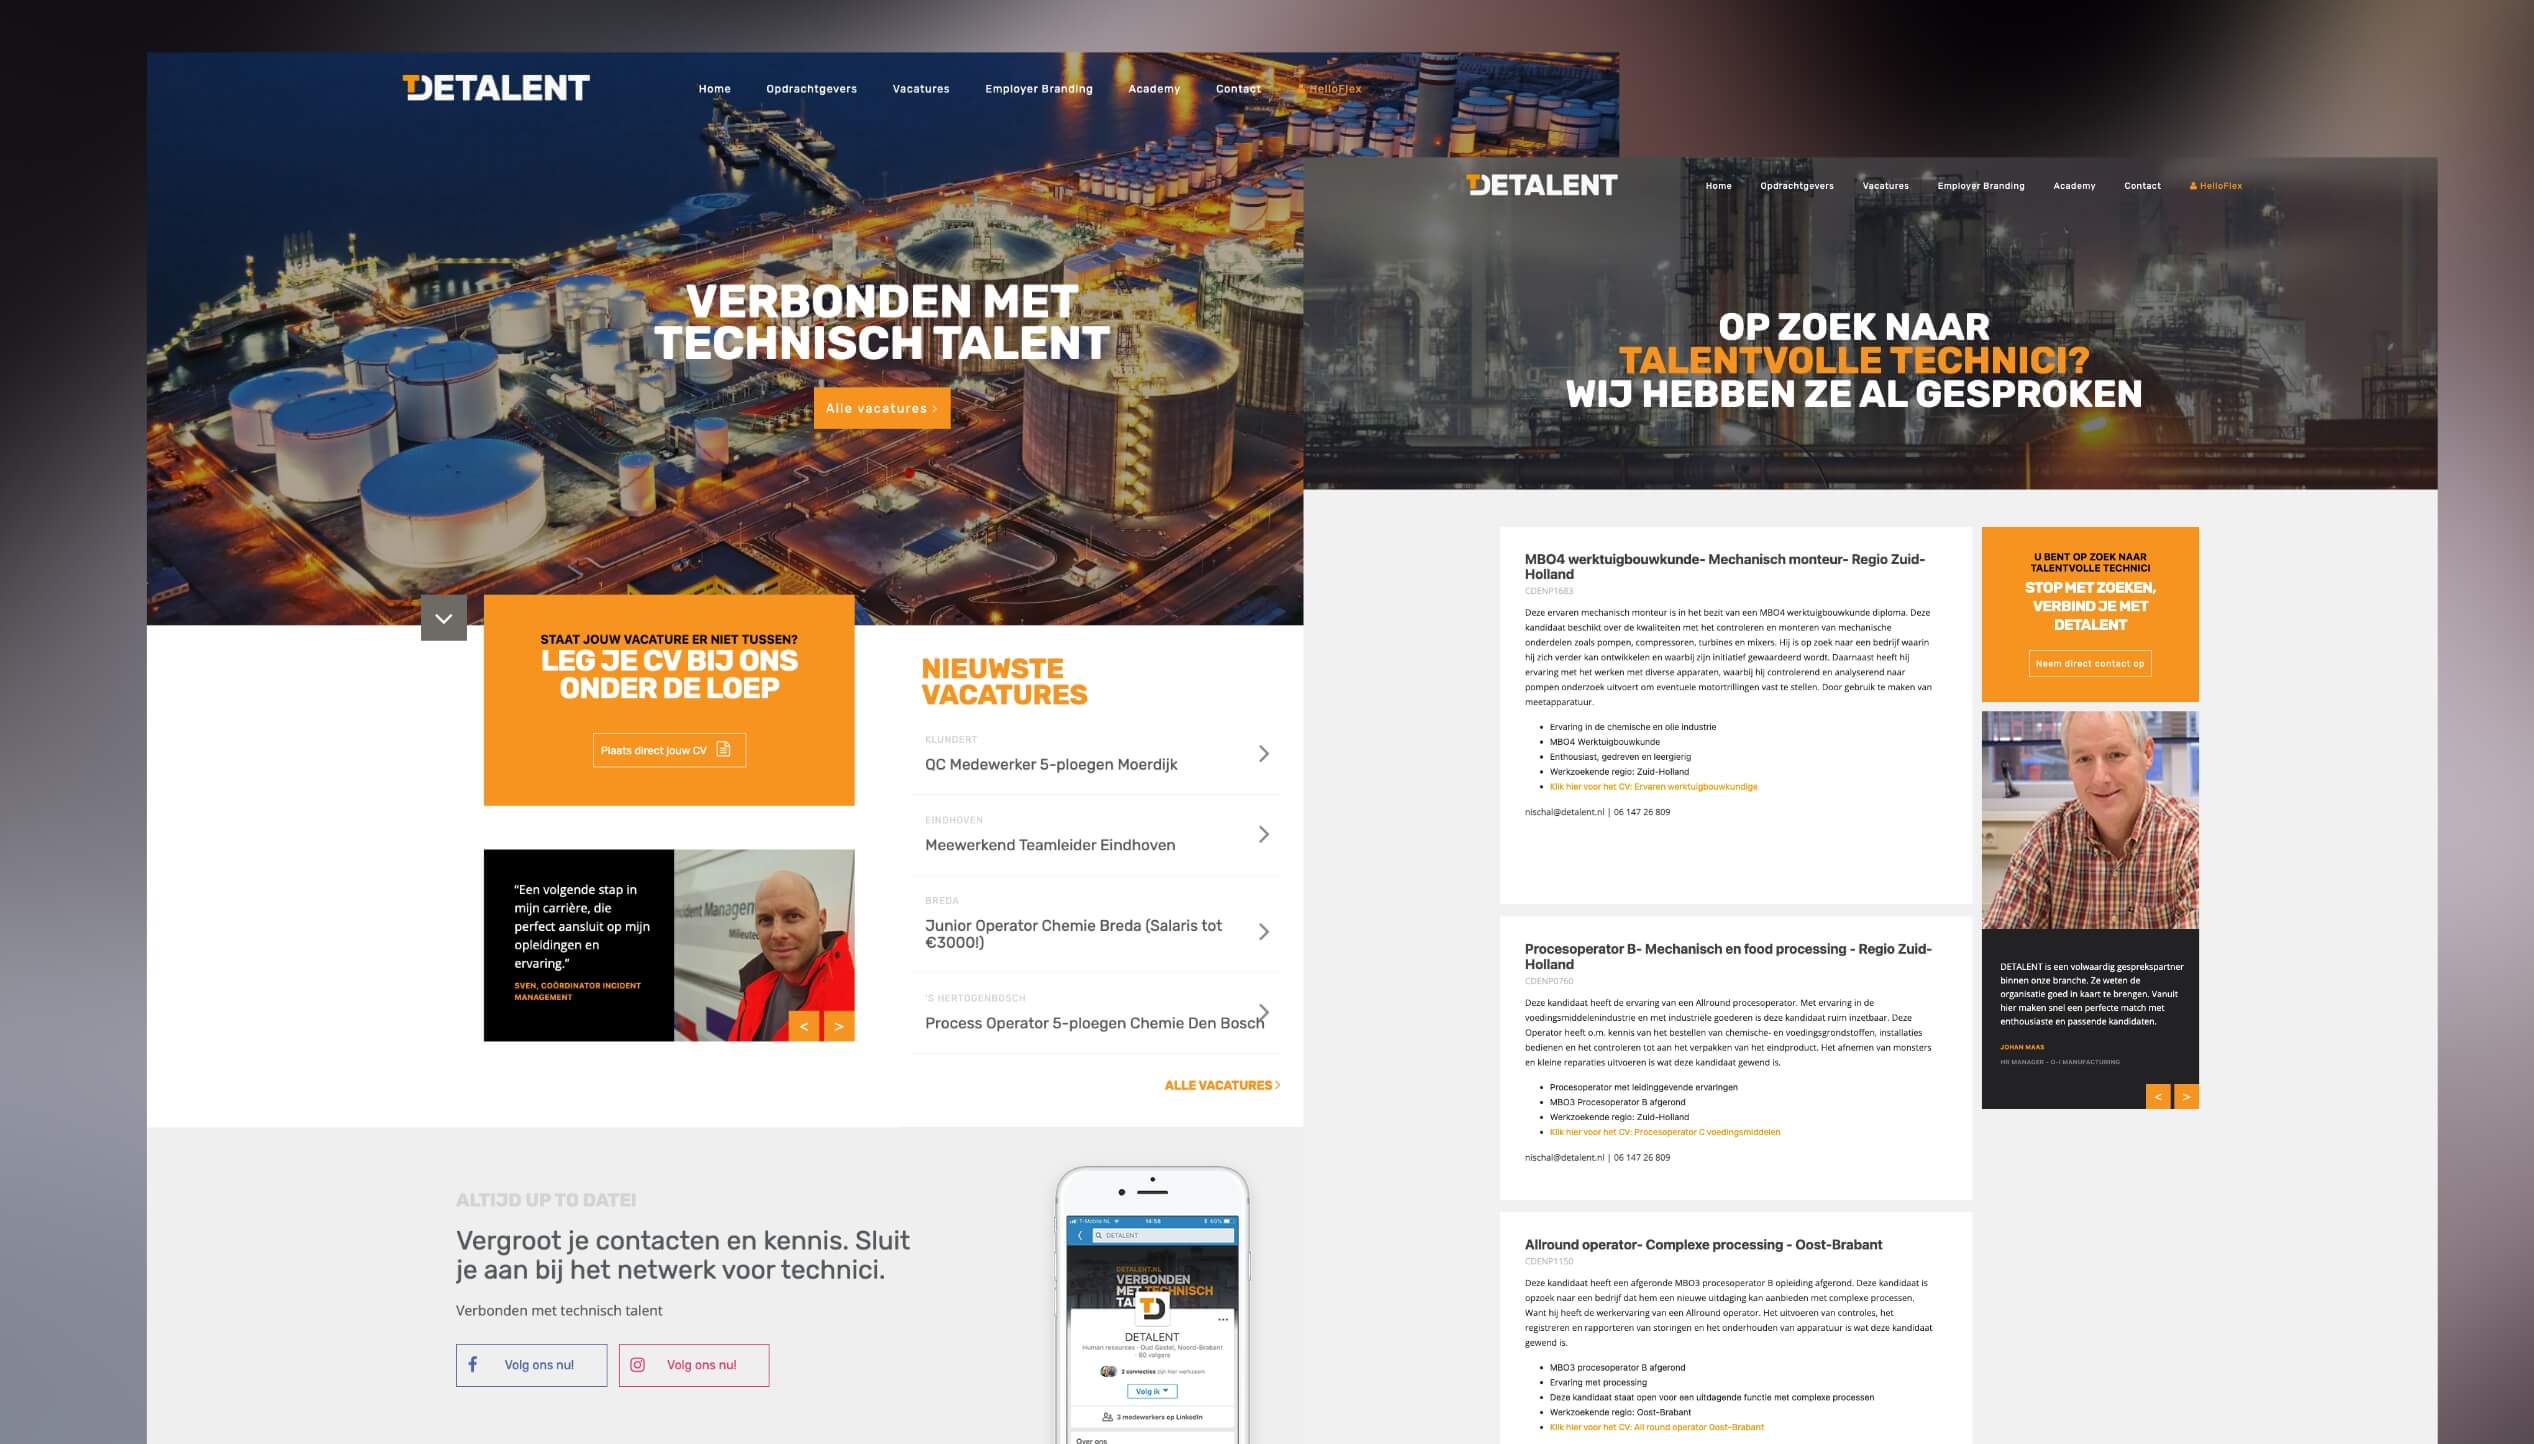 DETALENT
Home Opdrachtgevers Vacatures Employer Branding Academy Contact HelloFlex
VERBONDEN MET
TECHNISCH TALENT
Alle vacatures >
STAAT JOUW VACATURE ER NIET TUSSEN?
LEG JE CV BIJ ONS
ONDER DE LOEP
Plaats direct jouw CV
"Een volgende stap in
mijn carrière, die
perfect aansluit op mijn
opleidingen en
ervaring."
SVEN, COÖRDINATOR INCIDENT
MANAGEMENT
< >
NIEUWSTE
VACATURES
KLUNDERT
QC Medewerker 5-ploegen Moerdijk
EINDHOVEN
Meewerkend Teamleider Eindhoven
BREDA
Junior Operator Chemie Breda (Salaris tot
€3000!)
'S HERTOGENBOSCH
Process Operator 5-ploegen Chemie Den Bosch
ALLE VACATURES >
ALTIJD UP TO DATE!
Vergroot je contacten en kennis. Sluit
je aan bij het netwerk voor technici.
Verbonden met technisch talent
Volg ons nu! Volg ons nu!
T-Mobile NL 14:58 60%
DETALENT
DETALENT.NL
VERBONDEN
MET TECHNISCH
TA
TD
DETALENT
Human resources - Oud Gastel, Noord-Brabant
60 volgers
2 connecties zijn hier werkzaam
Volg ik
3 medewerkers op LinkedIn
Over ons
DETALENT
Home Opdrachtgevers Vacatures Employer Branding Academy Contact HelloFlex
OP ZOEK NAAR
TALENTVOLLE TECHNICI?
WIJ HEBBEN ZE AL GESPROKEN
MBO4 werktuigbouwkunde- Mechanisch monteur- Regio Zuid-
Holland
CDENP1683
Deze ervaren mechanisch monteur is in het bezit van een MBO4 werktuigbouwkunde diploma. Deze
kandidaat beschikt over de kwaliteiten met het controleren en monteren van mechanische
onderdelen zoals pompen, compressoren, turbines en mixers. Hij is op zoek naar een bedrijf waarin
hij zich verder kan ontwikkelen en waarbij zijn initiatief gewaardeerd wordt. Daarnaast heeft hij
ervaring met het werken met diverse apparaten, waarbij hij controlerend en analyserend naar
pompen onderzoek uitvoert om eventuele motortrillingen vast te stellen. Door gebruik te maken van
meetapparatuur.
• Ervaring in de chemische en olie industrie
• MBO4 Werktuigbouwkunde
• Enthousiast, gedreven en leergierig
• Werkzoekende regio: Zuid-Holland
• Klik hier voor het CV: Ervaren werktuigbouwkundige
nischal@detalent.nl | 06 147 26 809
Procesoperator B- Mechanisch en food processing - Regio Zuid-
Holland
CDENP0760
Deze kandidaat heeft de ervaring van een Allround procesoperator. Met ervaring in de
voedingsmiddelenindustrie en met industriële goederen is deze kandidaat ruim inzetbaar. Deze
Operator heeft o.m. kennis van het bestellen van chemische- en voedingsgrondstoffen, installaties
bedienen en het controleren tot aan het verpakken van het eindproduct. Het afnemen van monsters
en kleine reparaties uitvoeren is wat deze kandidaat gewend is.
• Procesoperator met leidinggevende ervaringen
• MBO3 Procesoperator B afgerond
• Werkzoekende regio: Zuid-Holland
• Klik hier voor het CV: Procesoperator C voedingsmiddelen
nischal@detalent.nl | 06 147 26 809
Allround operator- Complexe processing - Oost-Brabant
CDENP1150
Deze kandidaat heeft een afgeronde MBO3 procesoperator B opleiding afgerond. Deze kandidaat is
opzoek naar een bedrijf dat hem een nieuwe uitdaging kan aanbieden met complexe processen.
Want hij heeft de werkervaring van een Allround operator. Het uitvoeren van controles, het
registreren en rapporteren van storingen en het onderhouden van apparatuur is wat deze kandidaat
gewend is.
• MBO3 procesoperator B afgerond
• Ervaring met processing
• Deze kandidaat staat open voor een uitdagende functie met complexe processen
• Werkzoekende regio: Oost-Brabant
• Klik hier voor het CV: All round operator Oost-Brabant
U BENT OP ZOEK NAAR
TALENTVOLLE TECHNICI
STOP MET ZOEKEN,
VERBIND JE MET
DETALENT
Neem direct contact op
DETALENT is een volwaardig gesprekspartner
binnen onze branche. Ze weten de
organisatie goed in kaart te brengen. Vanuit
hier maken snel een perfecte match met
enthousiaste en passende kandidaten.
JOHAN MAAS
HR MANAGER - O-I MANUFACTURING
< >